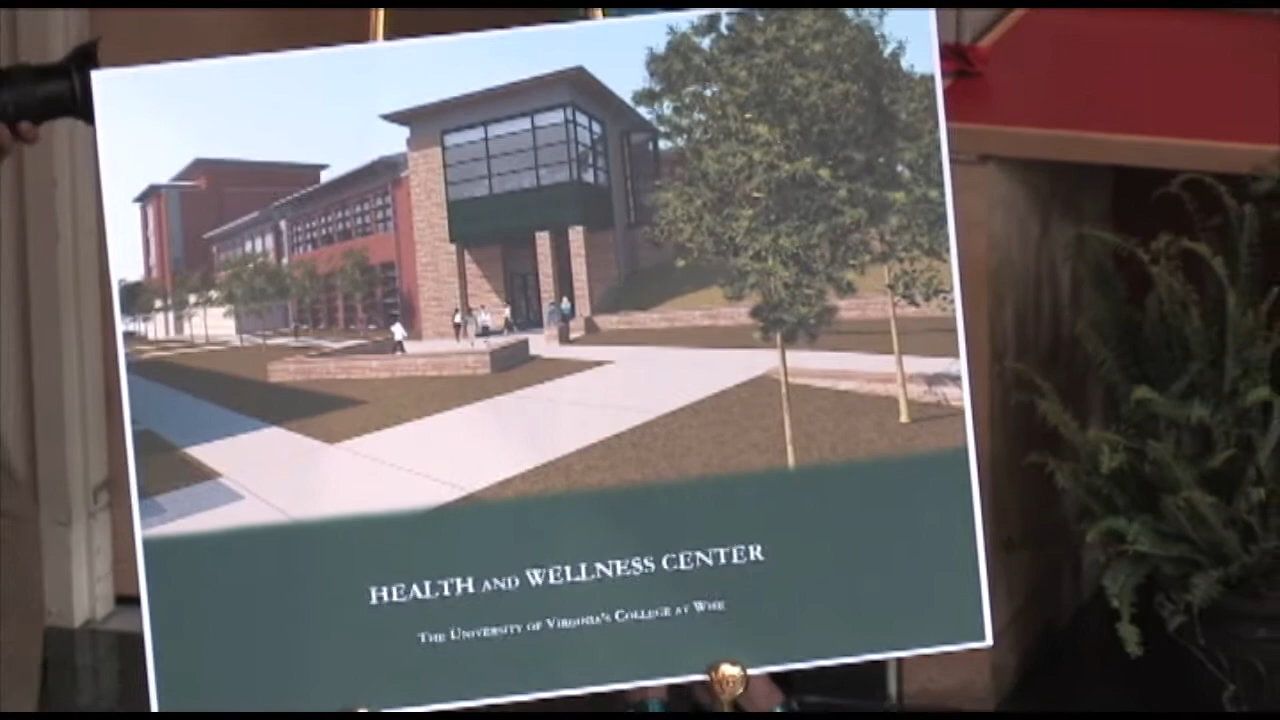 HEALTH AND WELLNESS CENTER
THE UNIVERSITY OF VIRGINIA'S COLLEGE AT WISE